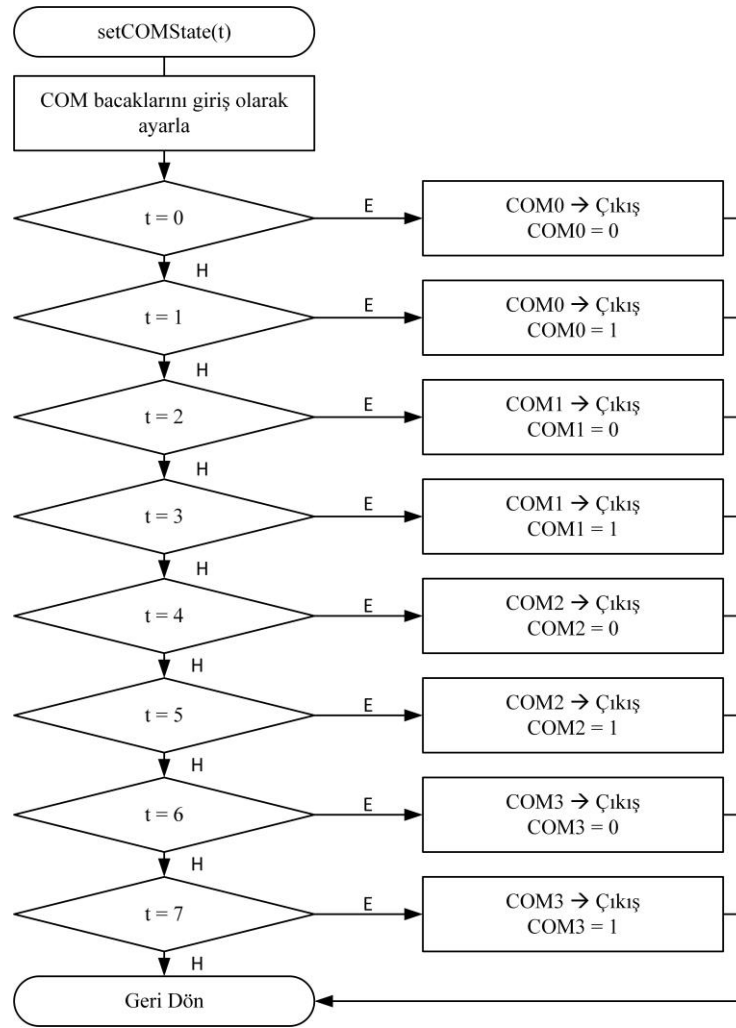 setCOMState(t)
COM bacaklarını giriş olarak
ayarla
t = 0
E
COM0 → Çıkış
COM0 = 0
H
t = 1
E
COM0 → Çıkış
COM0 = 1
H
t = 2
E
COM1 → Çıkış
COM1 = 0
H
t = 3
E
COM1 → Çıkış
COM1 = 1
H
t = 4
E
COM2 → Çıkış
COM2 = 0
H
t = 5
E
COM2 → Çıkış
COM2 = 1
H
t = 6
E
COM3 → Çıkış
COM3 = 0
H
t = 7
E
COM3 → Çıkış
COM3 = 1
H
Geri Dön